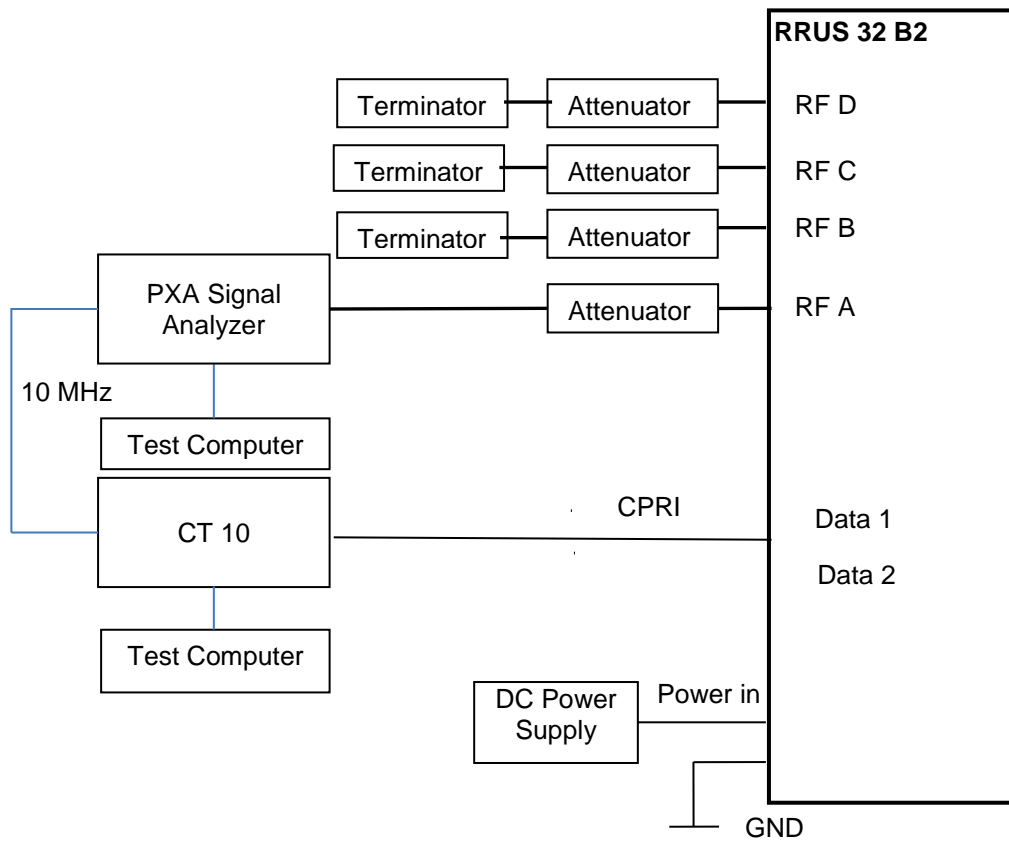 RRUS 32 B2
Terminator
Attenuator
RF D
Terminator
Attenuator
RF C
Terminator
Attenuator
RF B
PXA Signal
Analyzer
Attenuator
RF A
10 MHz
Test Computer
CT 10
CPRI
Data 1
Data 2
Test Computer
DC Power
Supply
Power in
GND